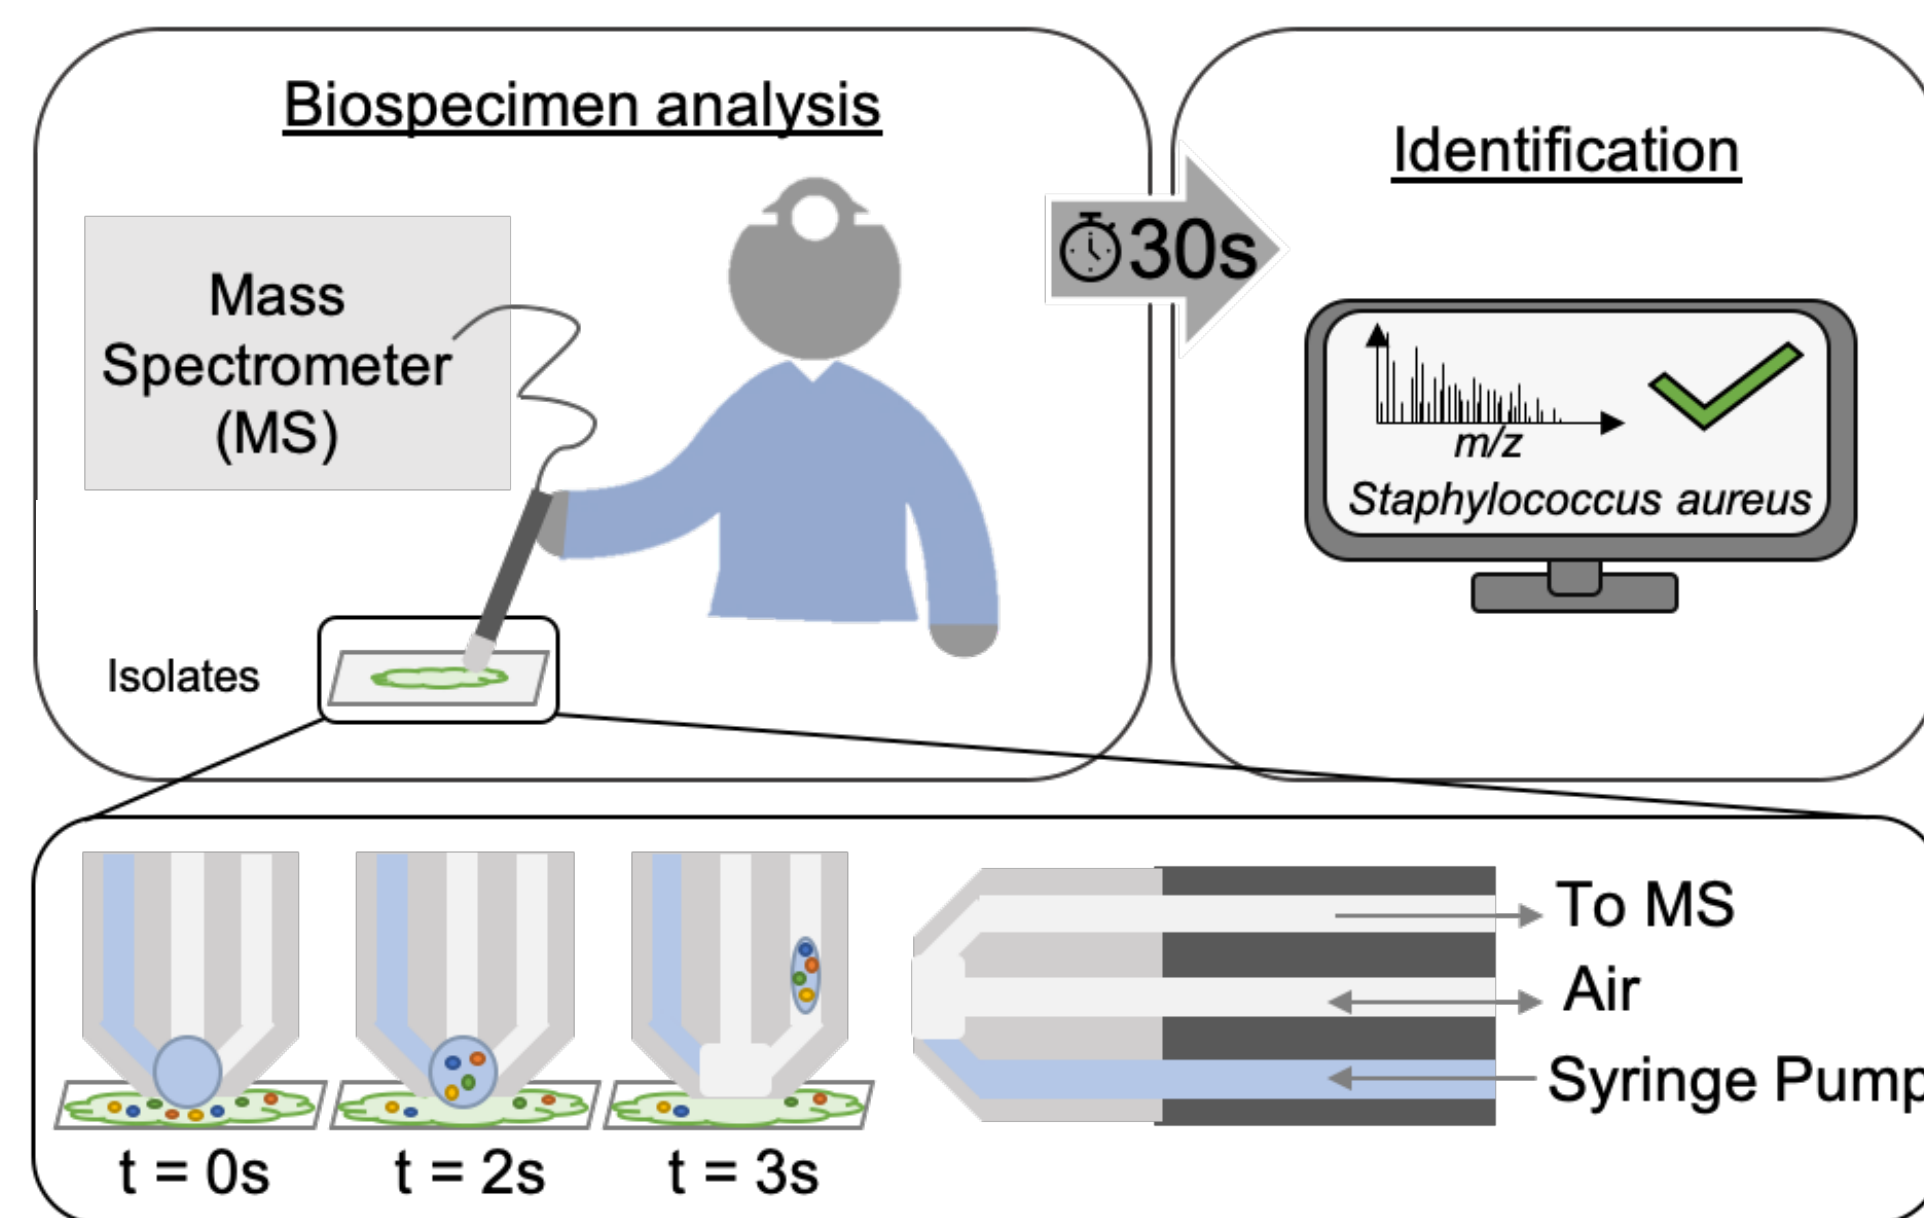 Biospecimen analysis
Mass
Spectrometer
(MS)
Isolates
30s
Identification
m/z
Staphylococcus aureus
t = 0s
t = 2s
t = 3s
To MS
Air
Syringe Pump